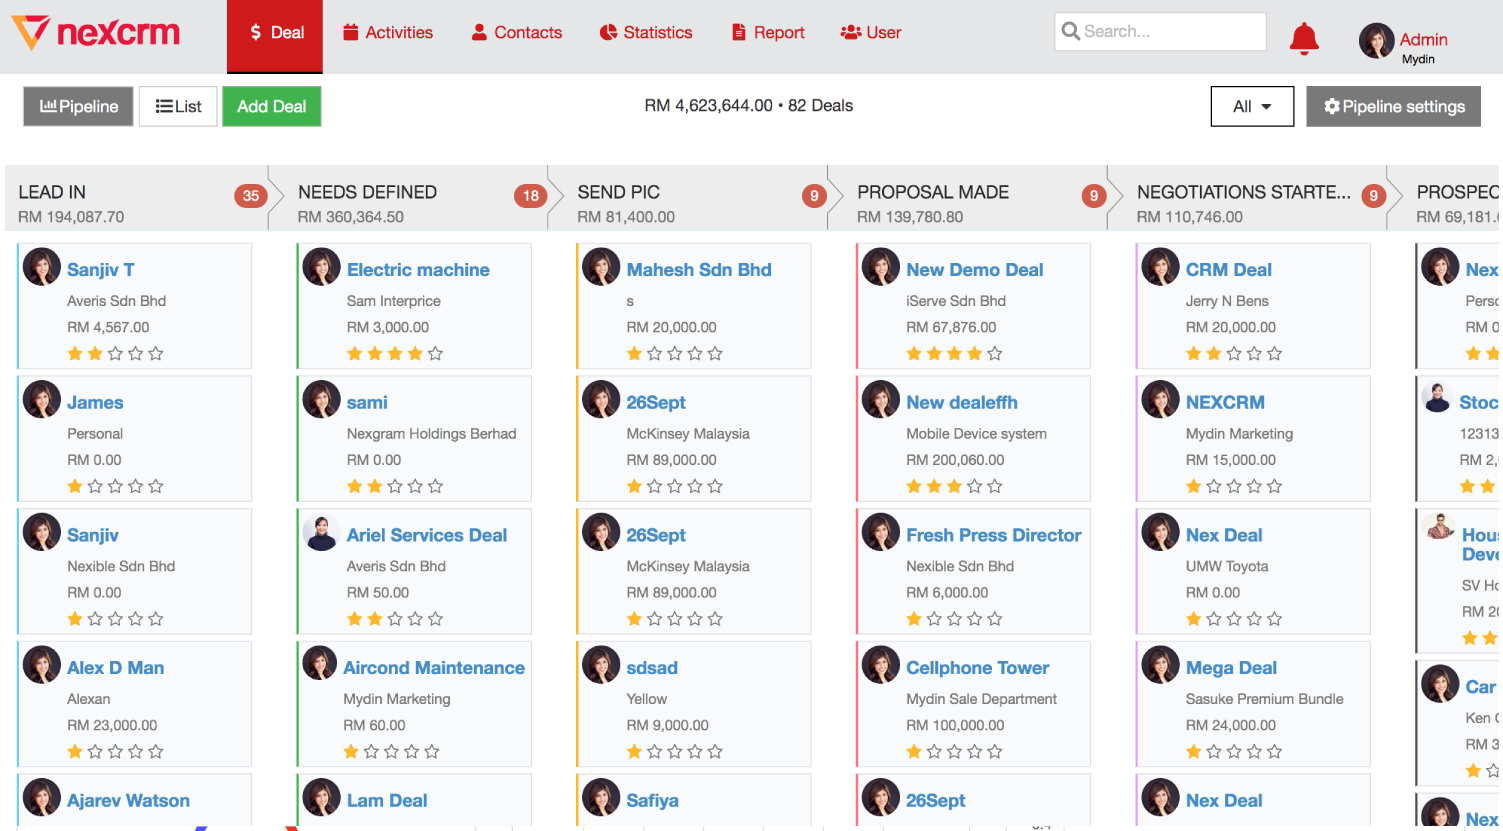 nexcrm
Deal
Activities
Contacts
Statistics
Report
User
Search...
Admin
Mydin
Pipeline
List
Add Deal
RM 4,623,644.00 • 82 Deals
All
Pipeline settings
LEAD IN
35
RM 194,087.70
NEEDS DEFINED
18
RM 360,364.50
SEND PIC
9
RM 81,400.00
PROPOSAL MADE
9
RM 139,780.80
NEGOTIATIONS STARTE...
9
RM 110,746.00
PROSPEC
RM 69,181.
Sanjiv T
Averis Sdn Bhd
RM 4,567.00
James
Personal
RM 0.00
Sanjiv
Nexible Sdn Bhd
RM 0.00
Alex D Man
Alexan
RM 23,000.00
Ajarev Watson
Electric machine
Sam Interprice
RM 3,000.00
sami
Nexgram Holdings Berhad
RM 0.00
Ariel Services Deal
Averis Sdn Bhd
RM 50.00
Aircond Maintenance
Mydin Marketing
RM 60.00
Lam Deal
Mahesh Sdn Bhd
s
RM 20,000.00
26Sept
McKinsey Malaysia
RM 89,000.00
26Sept
McKinsey Malaysia
RM 89,000.00
sdsad
Yellow
RM 9,000.00
Safiya
New Demo Deal
iServe Sdn Bhd
RM 67,876.00
New dealeffh
Mobile Device system
RM 200,060.00
Fresh Press Director
Nexible Sdn Bhd
RM 6,000.00
Cellphone Tower
Mydin Sale Department
RM 100,000.00
26Sept
CRM Deal
Jerry N Bens
RM 20,000.00
NEXCRM
Mydin Marketing
RM 15,000.00
Nex Deal
UMW Toyota
RM 0.00
Mega Deal
Sasuke Premium Bundle
RM 24,000.00
Nex Deal
Nex
Perso
RM 0
Stoc
12313
RM 2,
Hous
Deve
SV Ho
RM 20
Car
Ken
RM 3
Nex